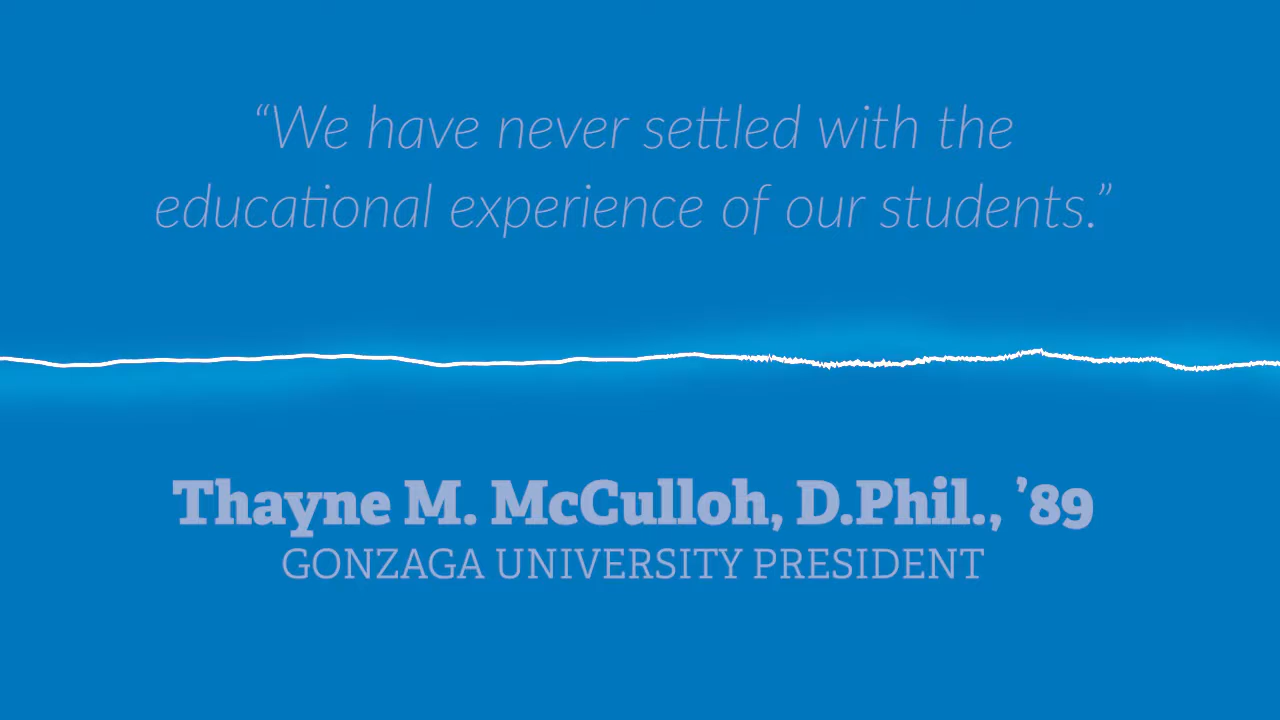 “We have never settled with the
educational experience of our students.”
Thayne M. McCulloh, D.Phil., ’89
GONZAGA UNIVERSITY PRESIDENT